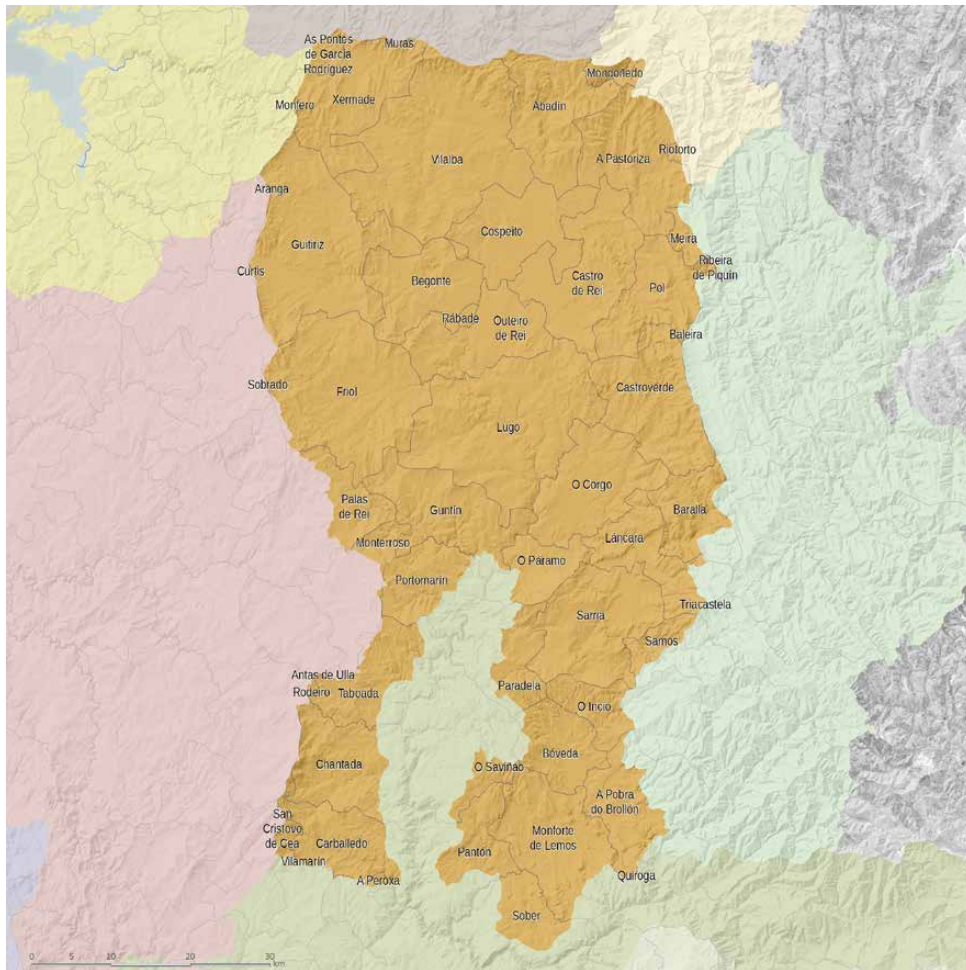 As Pontes
de García
Rodríguez
Muras
Mondoñedo
Monfero
Xermade
Abadín
Vilalba
A Pastoriza
Riotorto
Aranga
Guitiriz
Cospeito
Meira
Ribeira
de Piquín
Curtis
Begonte
Castro
de Rei
Pol
Rábade
Outeiro
de Rei
Baleira
Sobrado
Friol
Castroverde
Lugo
O Corgo
Palas
de Rei
Guntín
Baralla
Monterroso
Láncara
O Páramo
Portomarín
Triacastela
Sarria
Samos
Antas de Ulla
Rodeiro
Taboada
Paradela
O Incio
Chantada
O Saviñao
Bóveda
A Pobra
do Brollón
San
Cristovo
de Cea
Carballedo
Vilamarín
A Peroxa
Pantón
Monforte
de Lemos
Quiroga
Sober
0 5 10 20 30
km